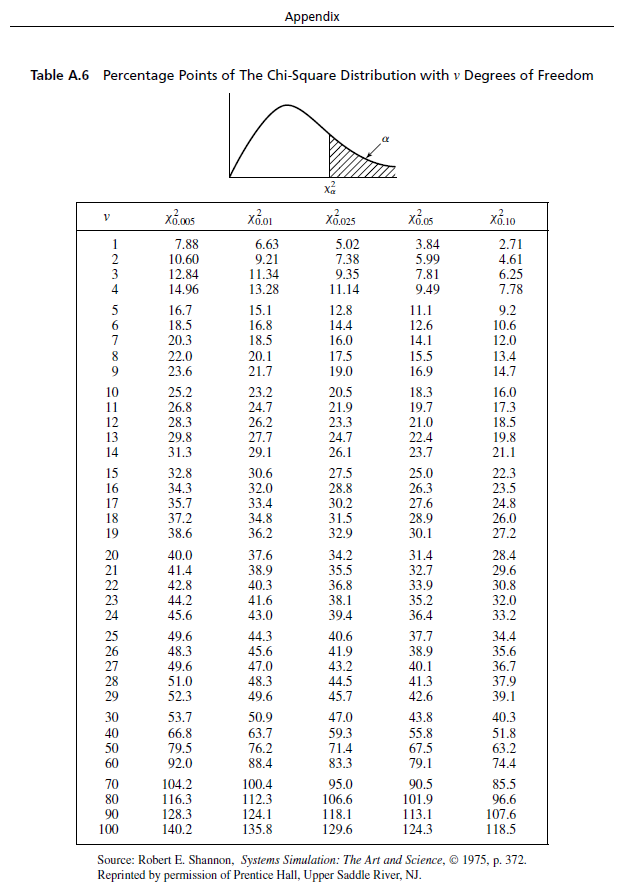 Appendix
Table A.6 Percentage Points of The Chi-Square Distribution with ν Degrees of Freedom
α
χ²α
ν χ²0.005 χ²0.01 χ²0.025 χ²0.05 χ²0.10
1 7.88 6.63 5.02 3.84 2.71
2 10.60 9.21 7.38 5.99 4.61
3 12.84 11.34 9.35 7.81 6.25
4 14.96 13.28 11.14 9.49 7.78
5 16.7 15.1 12.8 11.1 9.2
6 18.5 16.8 14.4 12.6 10.6
7 20.3 18.5 16.0 14.1 12.0
8 22.0 20.1 17.5 15.5 13.4
9 23.6 21.7 19.0 16.9 14.7
10 25.2 23.2 20.5 18.3 16.0
11 26.8 24.7 21.9 19.7 17.3
12 28.3 26.2 23.3 21.0 18.5
13 29.8 27.7 24.7 22.4 19.8
14 31.3 29.1 26.1 23.7 21.1
15 32.8 30.6 27.5 25.0 22.3
16 34.3 32.0 28.8 26.3 23.5
17 35.7 33.4 30.2 27.6 24.8
18 37.2 34.8 31.5 28.9 26.0
19 38.6 36.2 32.9 30.1 27.2
20 40.0 37.6 34.2 31.4 28.4
21 41.4 38.9 35.5 32.7 29.6
22 42.8 40.3 36.8 33.9 30.8
23 44.2 41.6 38.1 35.2 32.0
24 45.6 43.0 39.4 36.4 33.2
25 49.6 44.3 40.6 37.7 34.4
26 48.3 45.6 41.9 38.9 35.6
27 49.6 47.0 43.2 40.1 36.7
28 51.0 48.3 44.5 41.3 37.9
29 52.3 49.6 45.7 42.6 39.1
30 53.7 50.9 47.0 43.8 40.3
40 66.8 63.7 59.3 55.8 51.8
50 79.5 76.2 71.4 67.5 63.2
60 92.0 88.4 83.3 79.1 74.4
70 104.2 100.4 95.0 90.5 85.5
80 116.3 112.3 106.6 101.9 96.6
90 128.3 124.1 118.1 113.1 107.6
100 140.2 135.8 129.6 124.3 118.5
Source: Robert E. Shannon, Systems Simulation: The Art and Science, © 1975, p. 372.
Reprinted by permission of Prentice Hall, Upper Saddle River, NJ.